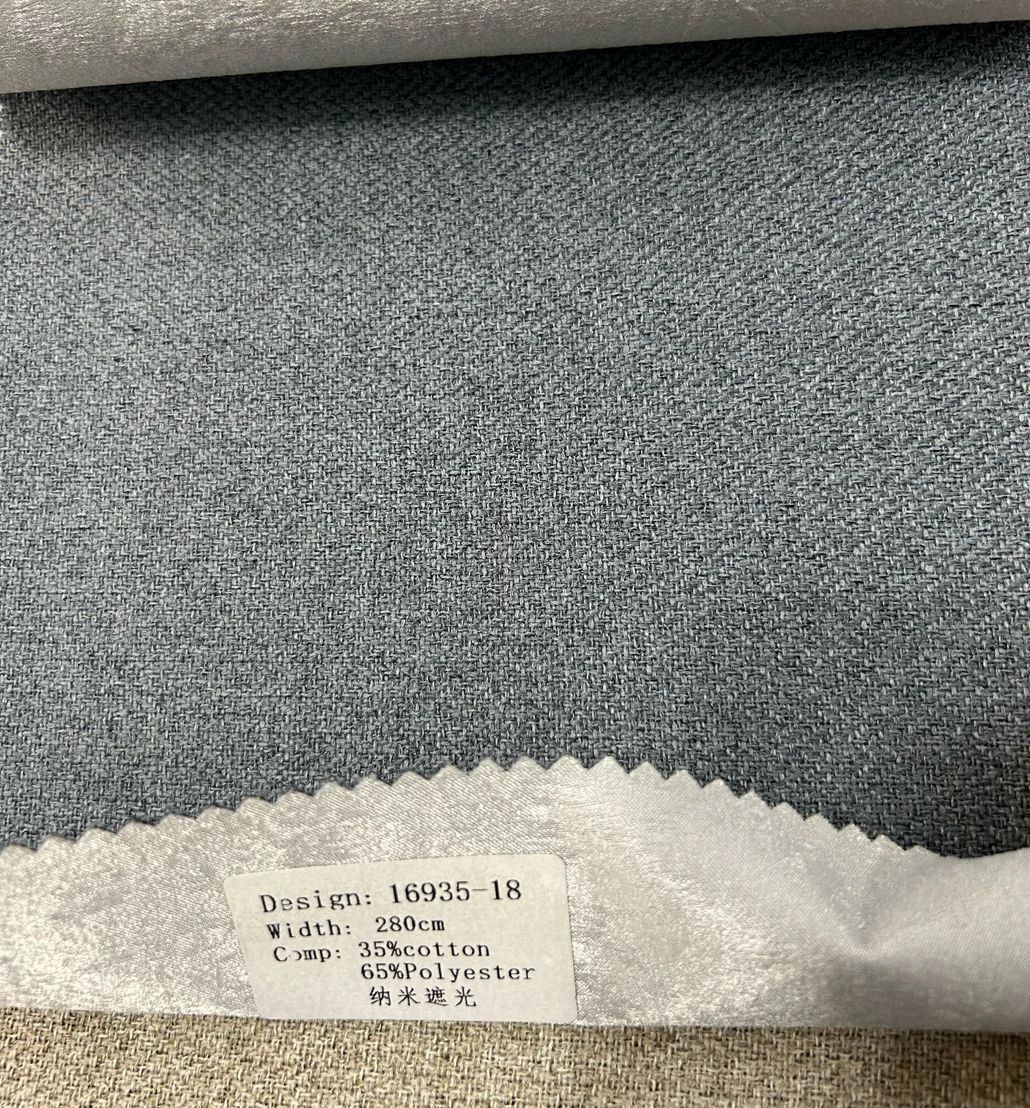 Design: 16935-18
Width: 280cm
Comp: 35%cotton
65%Polyester
纳米遮光